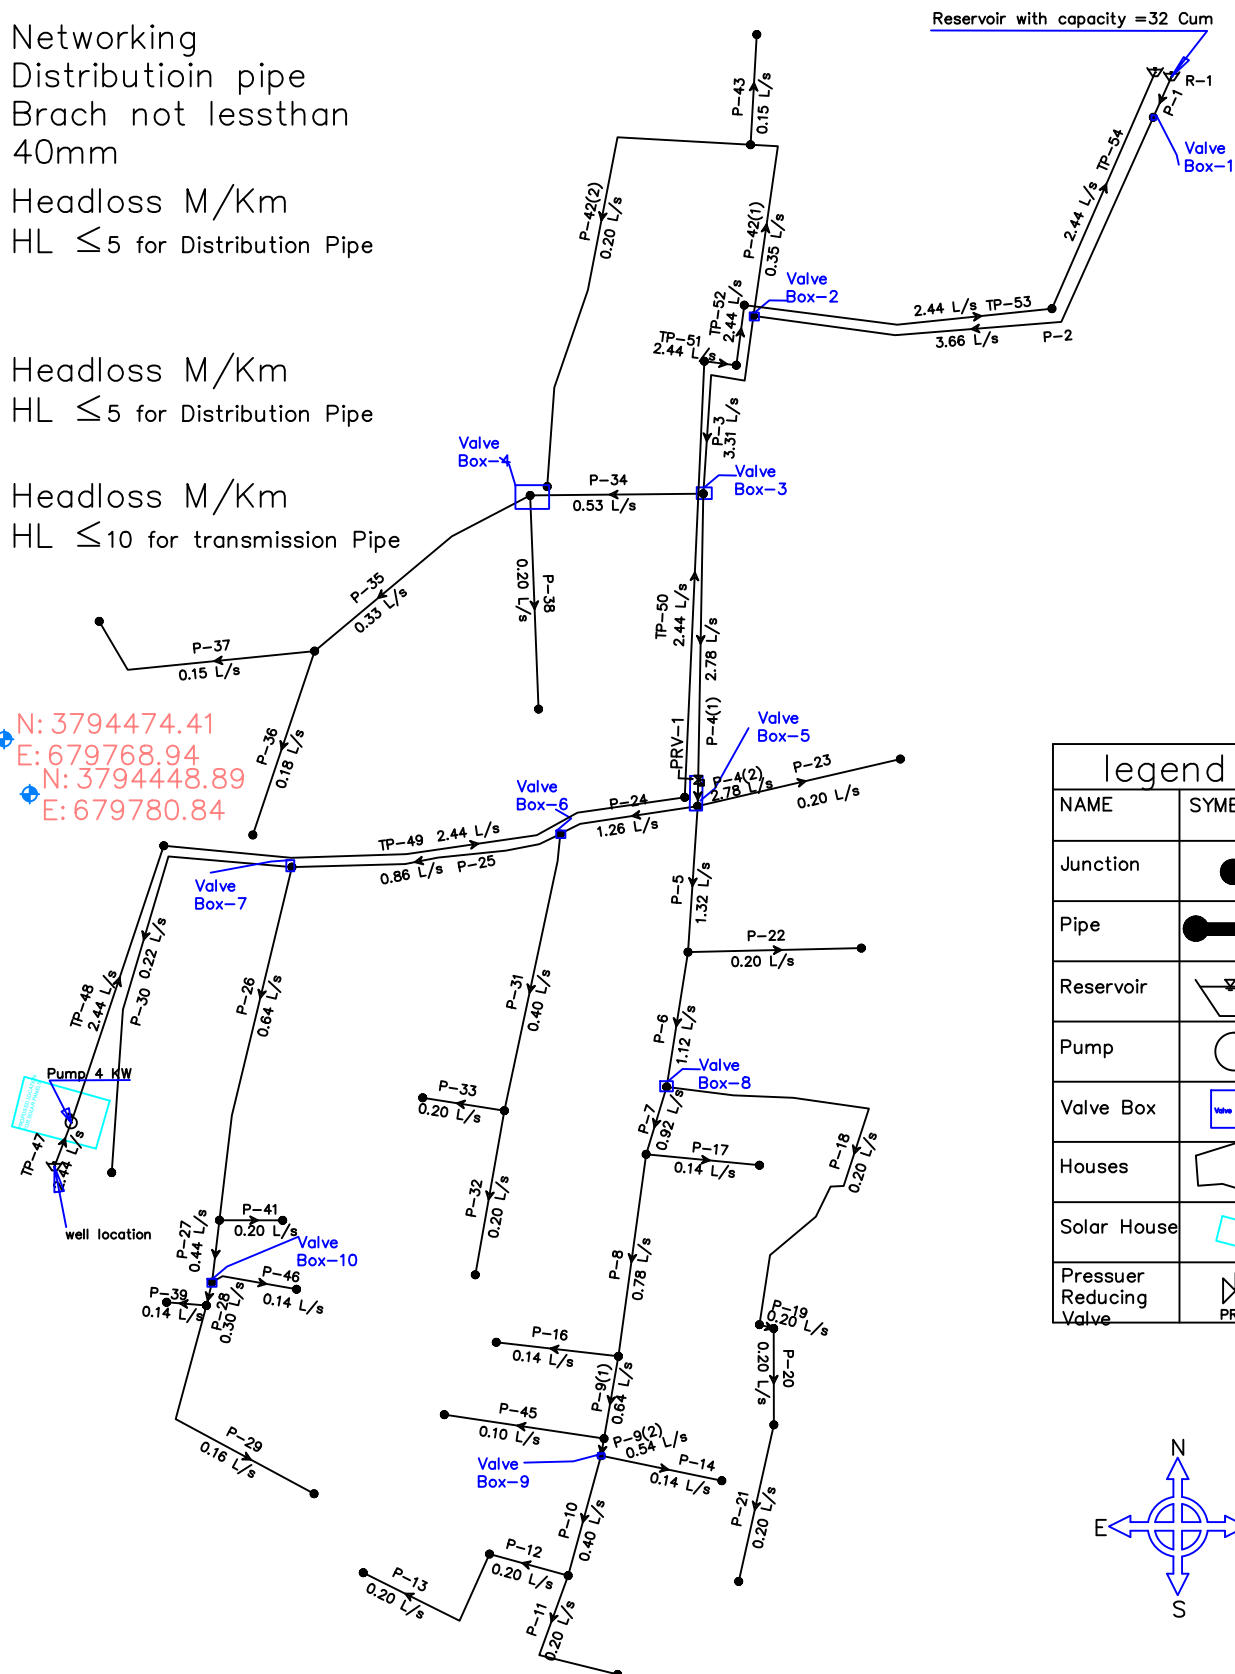 Networking
Distributioin pipe
Brach not lessthan
40mm
Headloss M/Km
HL ≤5 for Distribution Pipe
Headloss M/Km
HL ≤5 for Distribution Pipe
Headloss M/Km
HL ≤10 for transmission Pipe
Reservoir with capacity =32 Cum
R-1
P-1
Valve
Box-1
2.44 L/s TP-54
P-43
0.15 L/s
P-42(2)
0.20 L/s
P-42(1)
0.35 L/s
Valve
Box-2
TP-52
2.44 L/s
TP-51
2.44 L/s
2.44 L/s TP-53
3.66 L/s
P-2
P-3
3.31 L/s
Valve
Box-4
P-34
0.53 L/s
Valve
Box-3
P-38
0.20 L/s
P-35
0.33 L/s
P-37
0.15 L/s
TP-50
2.44 L/s
2.78 L/s
P-4(1)
PRV-1
N: 3794474.41
E: 679768.94
N: 3794448.89
E: 679780.84
P-36
0.18 L/s
Valve
Box-5
P-4(2)
2.78 L/s
P-23
0.20 L/s
Valve
Box-6
P-24
1.26 L/s
TP-49 2.44 L/s
0.86 L/s P-25
Valve
Box-7
P-5
1.32 L/s
P-22
0.20 L/s
TP-48
2.44 L/s
P-30 0.22 L/s
P-26
0.64 L/s
P-31
0.40 L/s
P-6
1.12 L/s
Valve
Box-8
Pump 4 KW
TP-47
2.44 L/s
well location
P-33
0.20 L/s
P-7
0.92 L/s
P-17
0.14 L/s
P-18
0.20 L/s
P-32
0.20 L/s
P-27
0.44 L/s
P-41
0.20 L/s
Valve
Box-10
P-46
0.14 L/s
P-39
0.14 L/s
P-28
0.30 L/s
P-8
0.78 L/s
P-19
0.20 L/s
P-20
0.20 L/s
P-16
0.14 L/s
P-9(1)
0.64 L/s
P-45
0.10 L/s
P-9(2)
0.54 L/s
Valve
Box-9
P-14
0.14 L/s
P-29
0.16 L/s
P-10
0.40 L/s
P-21
0.20 L/s
P-12
0.20 L/s
P-13
0.20 L/s
P-11
0.20 L/s
legend
NAME
Junction
Pipe
Reservoir
Pump
Valve Box
Valve
Houses
Solar House
Pressuer
Reducing
Valve
N
E
S